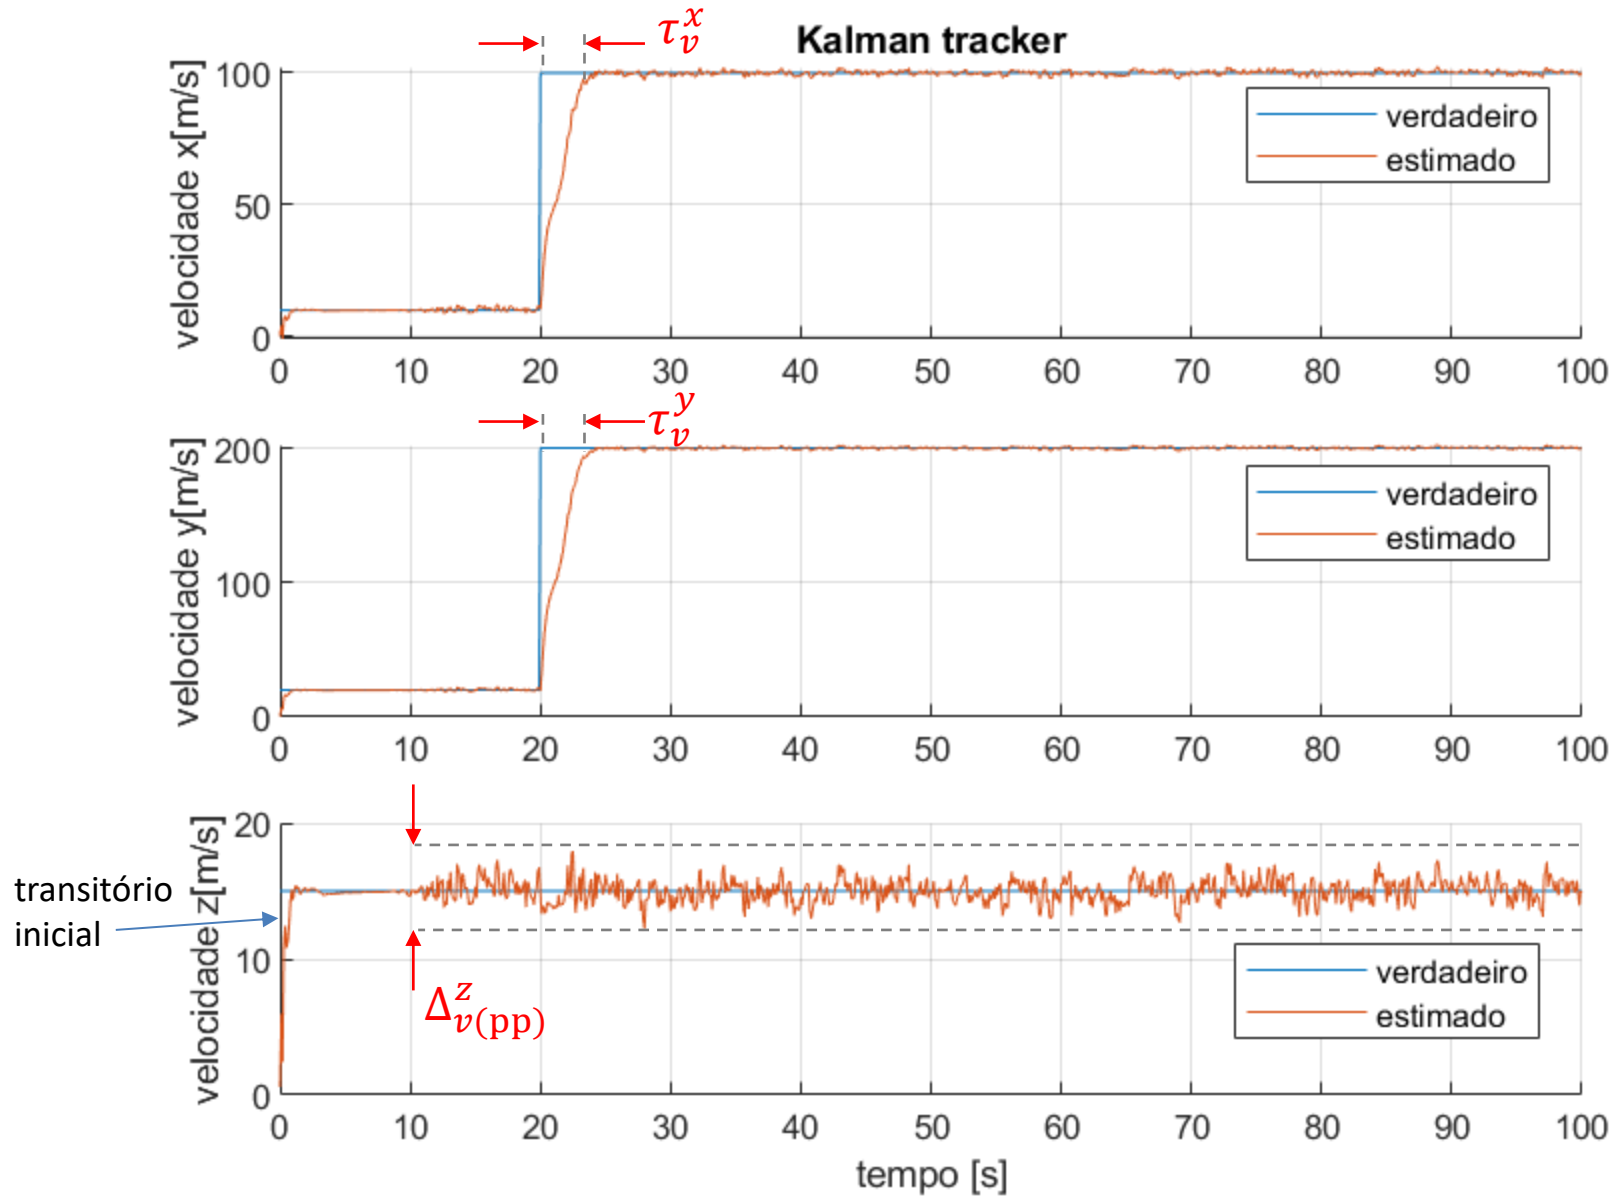 τ_v^x
Kalman tracker
velocidade x[m/s]
100
50
0
verdadeiro
estimado
0 10 20 30 40 50 60 70 80 90 100
τ_v^y
velocidade y[m/s]
200
100
0
verdadeiro
estimado
0 10 20 30 40 50 60 70 80 90 100
velocidade z[m/s]
20
10
0
transitório
inicial
Δ_{v(pp)}^z
verdadeiro
estimado
0 10 20 30 40 50 60 70 80 90 100
tempo [s]